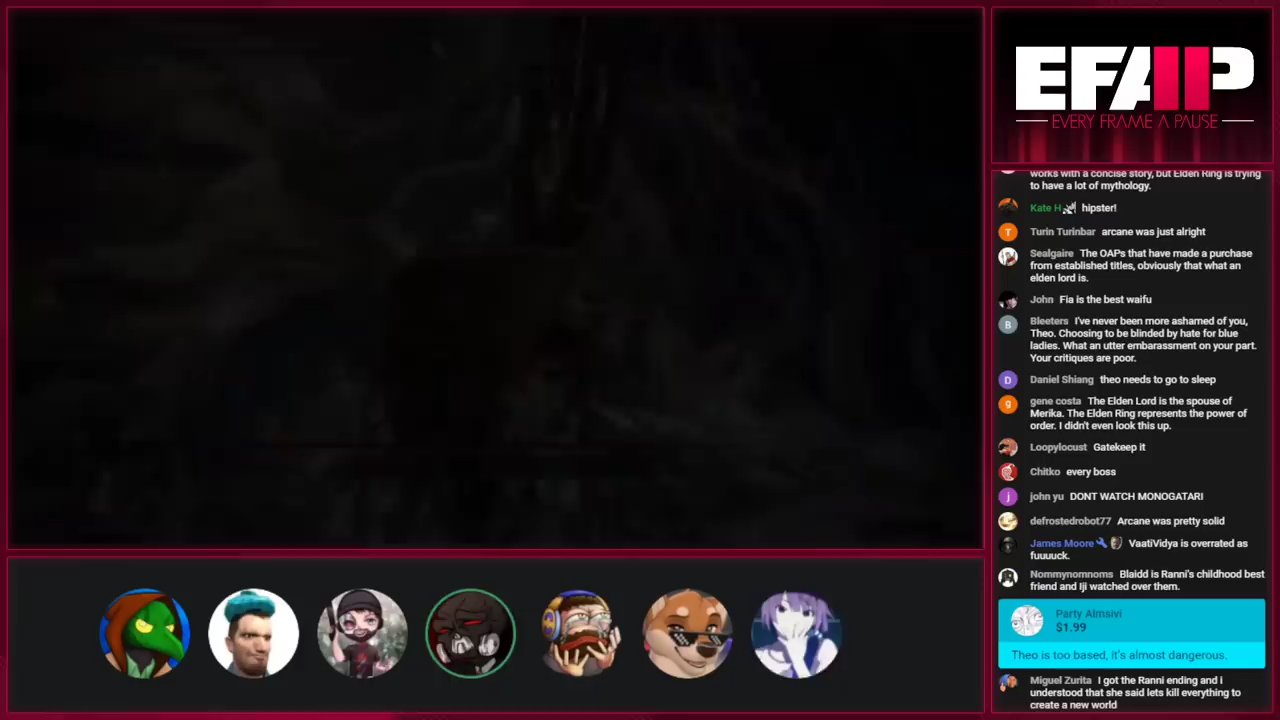 EFAP
EVERY FRAME A PAUSE
works with a concise story, but Elden Ring is trying
to have a lot of mythology.
Kate H hipster!
T
Turin Turinbar arcane was just alright
Sealgaire The OAPs that have made a purchase
from established titles, obviously that what an
elden lord is.
John Fia is the best waifu
B
Bleeters I've never been more ashamed of you,
Theo. Choosing to be blinded by hate for blue
ladies. What an utter embarassment on your part.
Your critiques are poor.
D
Daniel Shiang theo needs to go to sleep
g
gene costa The Elden Lord is the spouse of
Merika. The Elden Ring represents the power of
order. I didn't even look this up.
Loopylocust Gatekeep it
Chitko every boss
j
john yu DONT WATCH MONOGATARI
defrostedrobot77 Arcane was pretty solid
James Moore VaatiVidya is overrated as
fuuuuck.
Nommynomnoms Blaidd is Ranni's childhood best
friend and Iji watched over them.
Party Almsivi
$1.99
Theo is too based, it's almost dangerous.
Miguel Zurita I got the Ranni ending and i
understood that she said lets kill everything to
create a new world